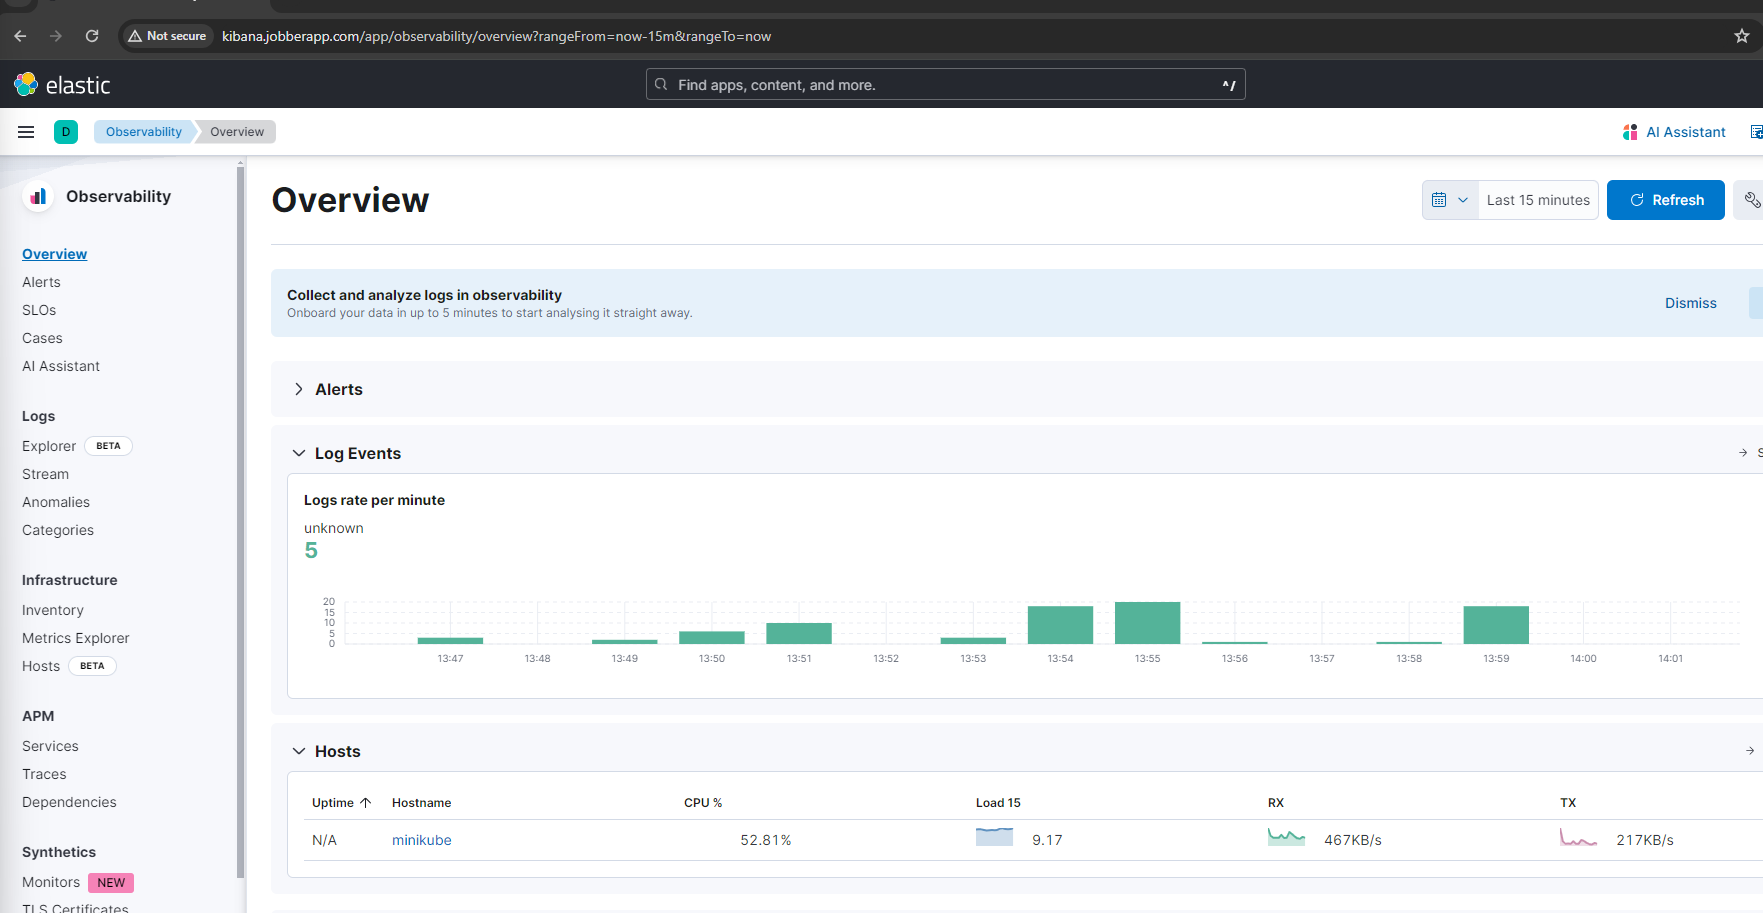 Not secure kibana.jobberapp.com/app/observability/overview?rangeFrom=now-15m&rangeTo=now
elastic
Find apps, content, and more.
^/
D
Observability
Overview
AI Assistant
Observability
Overview
Alerts
SLOs
Cases
AI Assistant
Logs
Explorer BETA
Stream
Anomalies
Categories
Infrastructure
Inventory
Metrics Explorer
Hosts BETA
APM
Services
Traces
Dependencies
Synthetics
Monitors NEW
TLS Certificates
Overview
Last 15 minutes
Refresh
Collect and analyze logs in observability
Onboard your data in up to 5 minutes to start analysing it straight away.
Dismiss
Alerts
Log Events
Logs rate per minute
unknown
5
20
15
10
5
0
13:47 13:48 13:49 13:50 13:51 13:52 13:53 13:54 13:55 13:56 13:57 13:58 13:59 14:00 14:01
Hosts
Uptime Hostname CPU % Load 15 RX TX
N/A minikube 52.81% 9.17 467KB/s 217KB/s